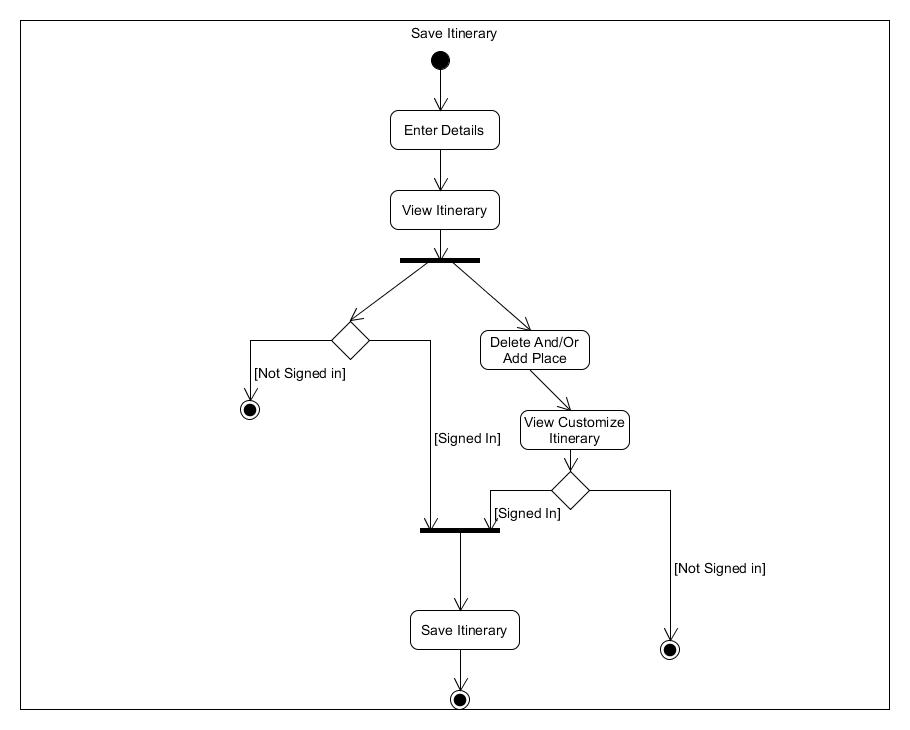 Save Itinerary
Enter Details
View Itinerary
Delete And/Or
Add Place
[Not Signed in]
View Customize
Itinerary
[Signed In]
[Signed In]
[Not Signed in]
Save Itinerary